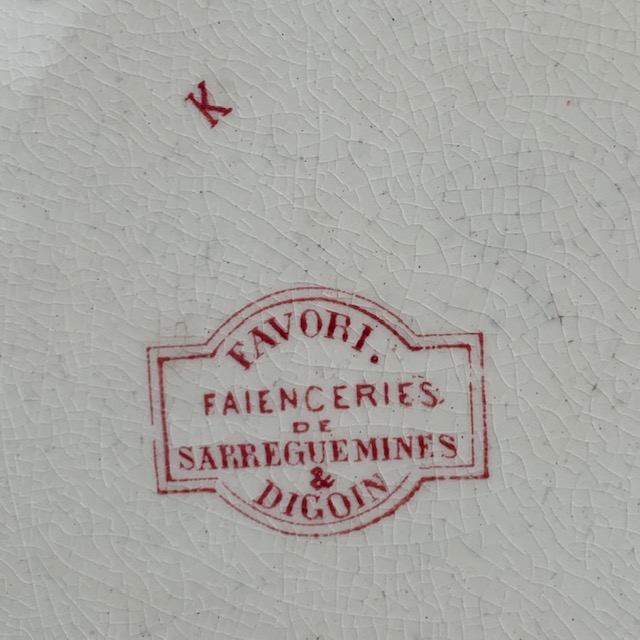 K
FAVORI.
FAIENCERIES
DE
SARREGUEMINES
&
DIGOIN